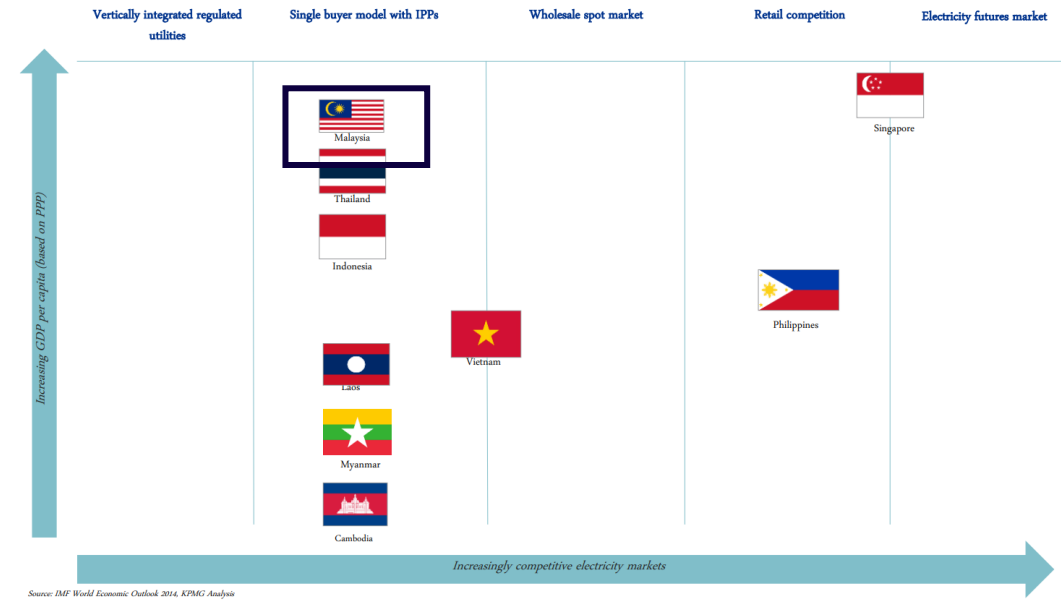 Vertically integrated regulated
utilities
Single buyer model with IPPs
Wholesale spot market
Retail competition
Electricity futures market
Increasing GDP per capita (based on PPP)
Malaysia
Singapore
Thailand
Indonesia
Philippines
Vietnam
Laos
Myanmar
Cambodia
Increasingly competitive electricity markets
Source: IMF World Economic Outlook 2014, KPMG Analysis